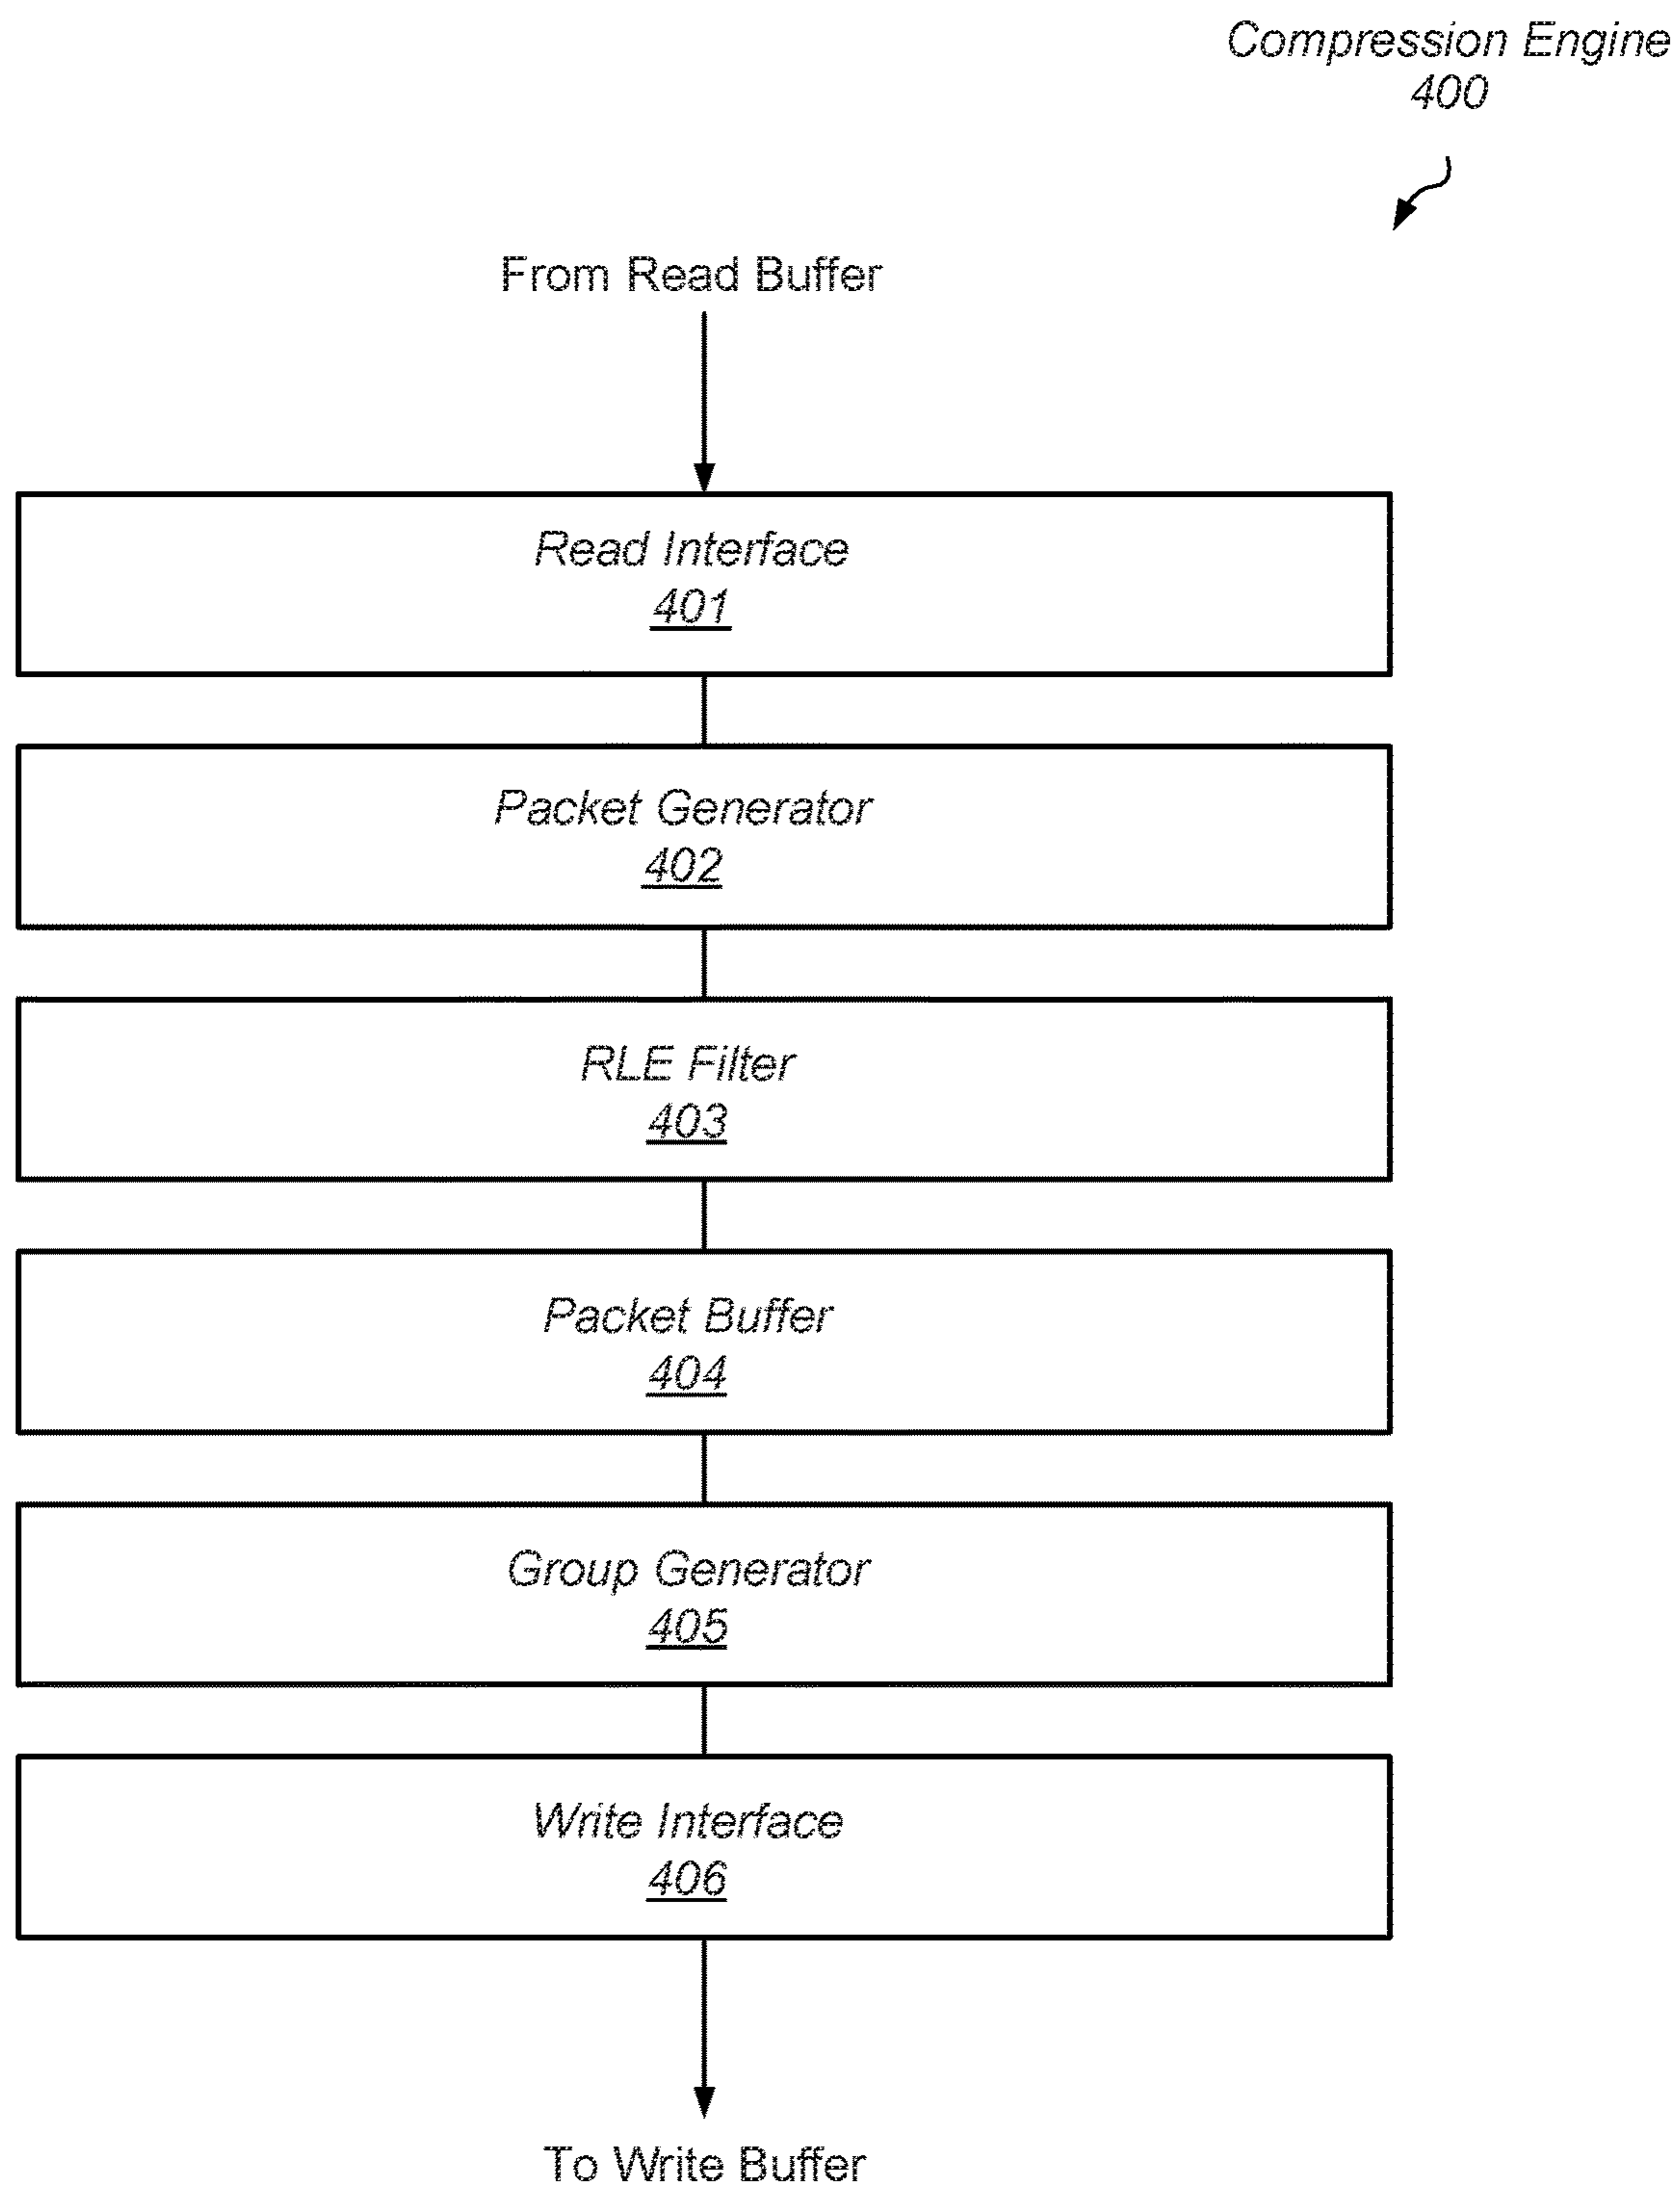 Compression Engine
400
From Read Buffer
Read Interface
401
Packet Generator
402
RLE Filter
403
Packet Buffer
404
Group Generator
405
Write Interface
406
To Write Buffer